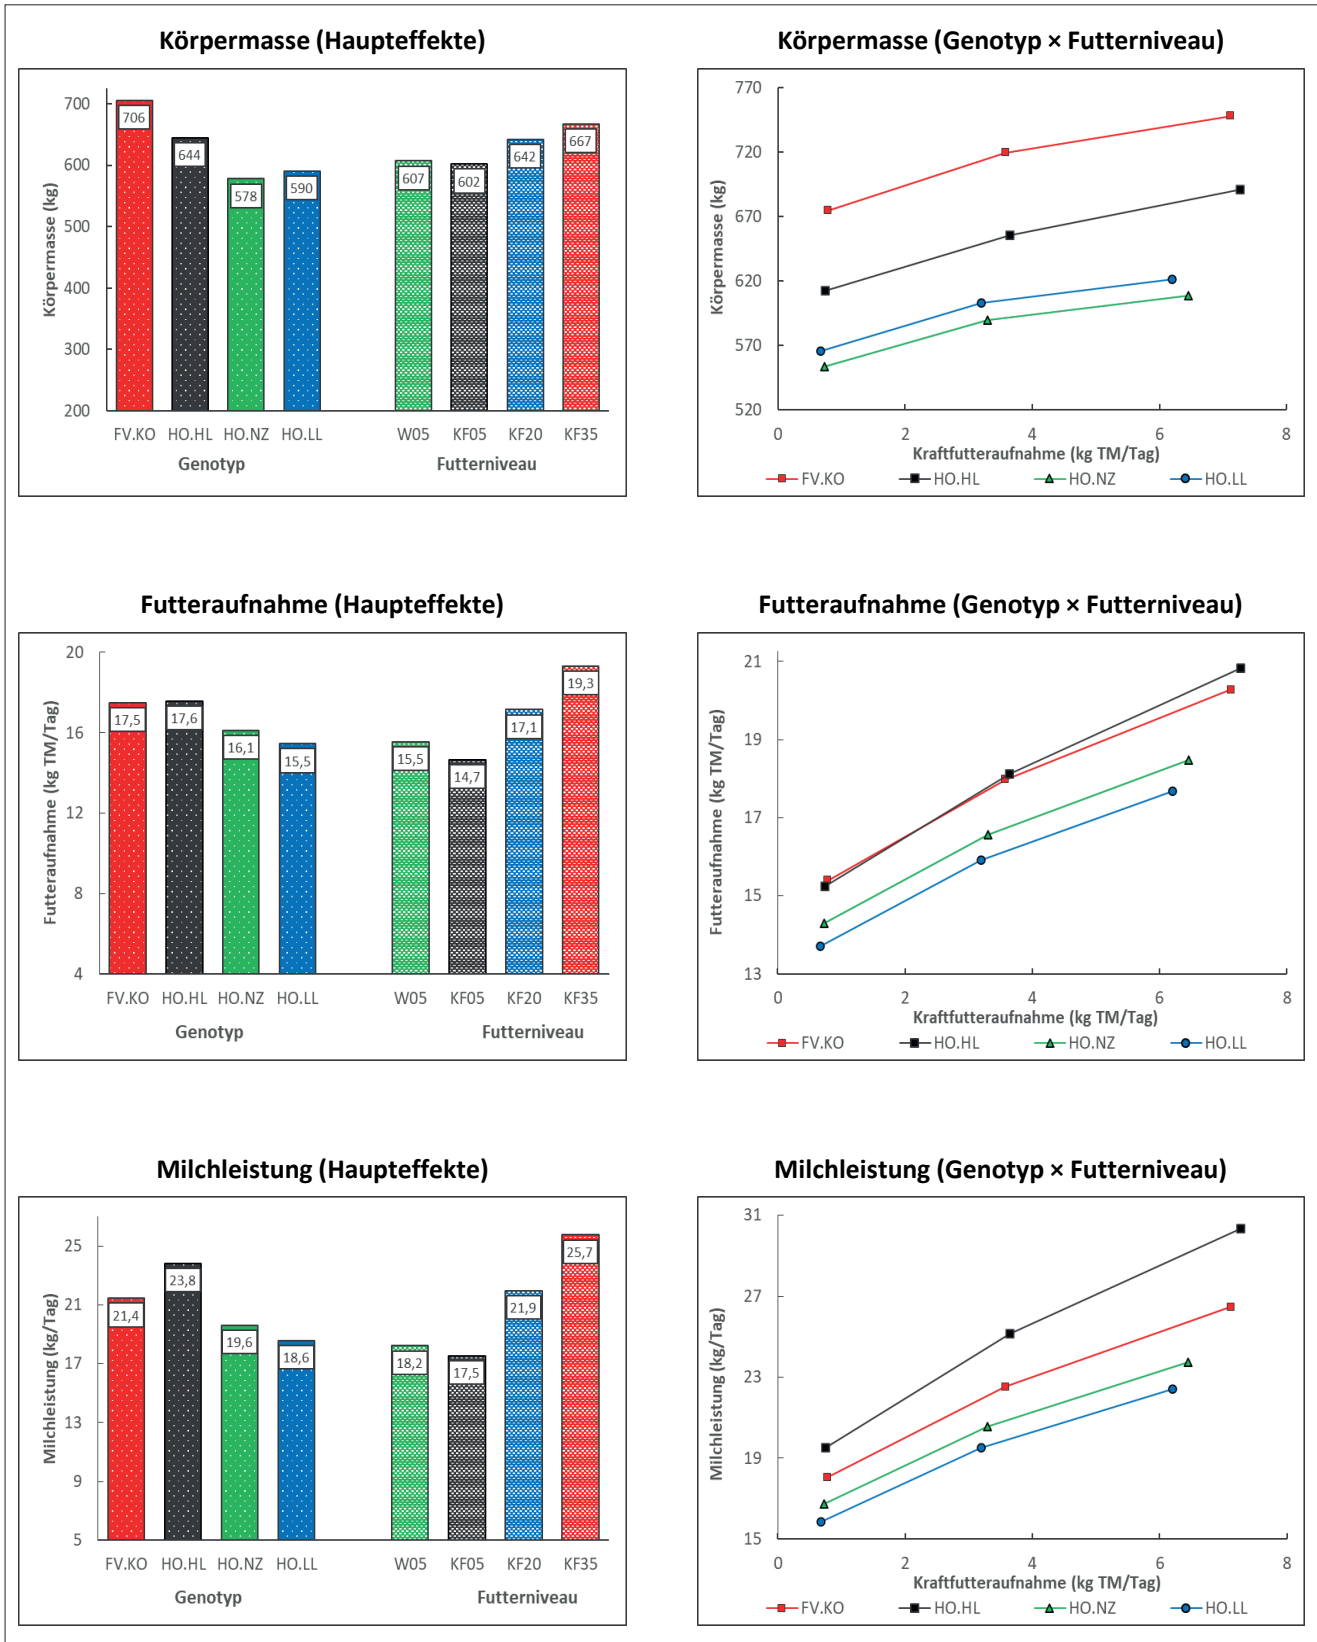 Körpermasse (Haupteffekte)
Körpermasse (kg)
700
600
500
400
300
200
706
644
578
590
607
602
642
667
FV.KO HO.HL HO.NZ HO.LL W05 KF05 KF20 KF35
Genotyp Futterniveau
Körpermasse (Genotyp × Futterniveau)
Körpermasse (kg)
770
720
670
620
570
520
0 2 4 6 8
Kraftfutteraufnahme (kg TM/Tag)
FV.KO HO.HL HO.NZ HO.LL
Futteraufnahme (Haupteffekte)
Futteraufnahme (kg TM/Tag)
20
16
12
8
4
17,5
17,6
16,1
15,5
15,5
14,7
17,1
19,3
FV.KO HO.HL HO.NZ HO.LL W05 KF05 KF20 KF35
Genotyp Futterniveau
Futteraufnahme (Genotyp × Futterniveau)
Futteraufnahme (kg TM/Tag)
21
19
17
15
13
0 2 4 6 8
Kraftfutteraufnahme (kg TM/Tag)
FV.KO HO.HL HO.NZ HO.LL
Milchleistung (Haupteffekte)
Milchleistung (kg/Tag)
25
21
17
13
9
5
21,4
23,8
19,6
18,6
18,2
17,5
21,9
25,7
FV.KO HO.HL HO.NZ HO.LL W05 KF05 KF20 KF35
Genotyp Futterniveau
Milchleistung (Genotyp × Futterniveau)
Milchleistung (kg/Tag)
31
27
23
19
15
0 2 4 6 8
Kraftfutteraufnahme (kg TM/Tag)
FV.KO HO.HL HO.NZ HO.LL